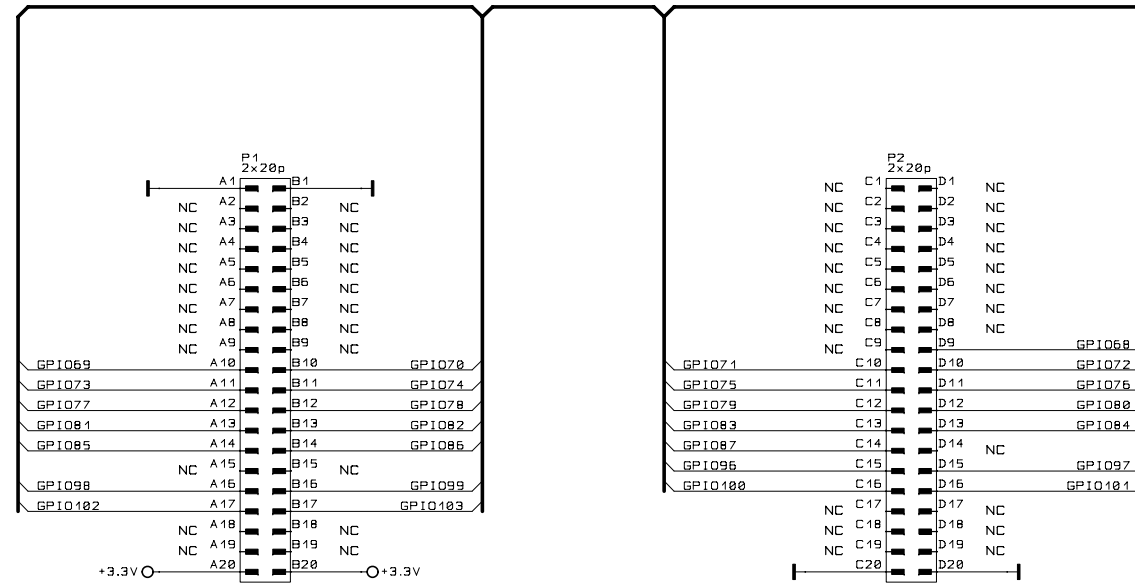 P1 P2
2x20p 2x20p
A1 B1 NC C1 D1 NC
NC A2 B2 NC NC C2 D2 NC
NC A3 B3 NC NC C3 D3 NC
NC A4 B4 NC NC C4 D4 NC
NC A5 B5 NC NC C5 D5 NC
NC A6 B6 NC NC C6 D6 NC
NC A7 B7 NC NC C7 D7 NC
NC A8 B8 NC NC C8 D8 NC
NC A9 B9 NC NC C9 D9 GPIO68
GPIO69 A10 B10 GPIO70 GPIO71 C10 D10 GPIO72
GPIO73 A11 B11 GPIO74 GPIO75 C11 D11 GPIO76
GPIO77 A12 B12 GPIO78 GPIO79 C12 D12 GPIO80
GPIO81 A13 B13 GPIO82 GPIO83 C13 D13 GPIO84
GPIO85 A14 B14 GPIO86 GPIO87 C14 D14 NC
NC A15 B15 NC GPIO96 C15 D15 GPIO97
GPIO98 A16 B16 GPIO99 GPIO100 C16 D16 GPIO101
GPIO102 A17 B17 GPIO103 NC C17 D17 NC
NC A18 B18 NC NC C18 D18 NC
NC A19 B19 NC NC C19 D19 NC
+3.3V A20 B20 +3.3V C20 D20